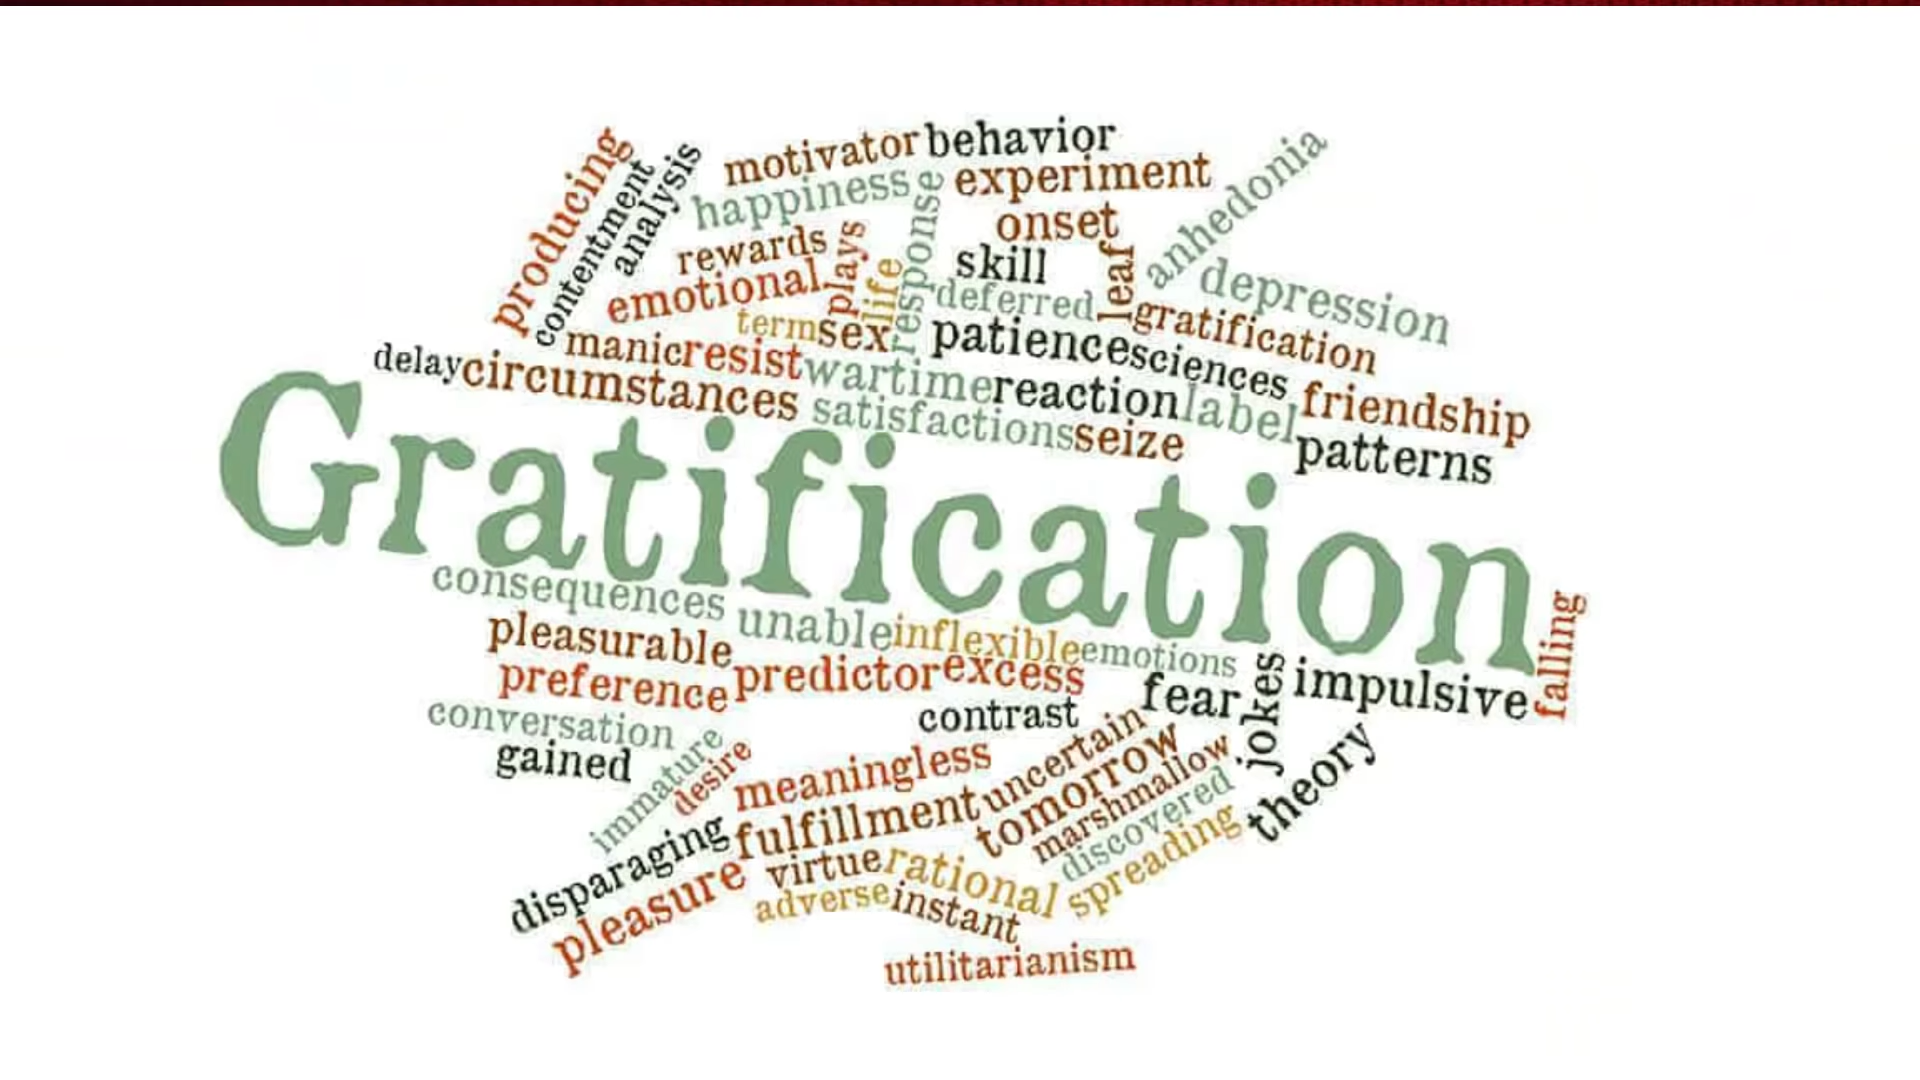 producing
contentment
analysis
motivator
behavior
happiness
experiment
response
rewards
onset
plays
skill
leaf
anhedonia
emotional
life
deferred
depression
term
sex
gratification
manic
resist
patience
sciences
delay
circumstances
wartime
reaction
label
friendship
satisfactions
seize
patterns
Gratification
consequences
unable
inflexible
emotions
falling
pleasurable
predictor
excess
preference
fear
jokes
impulsive
conversation
contrast
gained
immature
desire
meaningless
uncertain
tomorrow
marshmallow
discovered
spreading
theory
disparaging
fulfillment
pleasure
virtue
rational
adverse
instant
utilitarianism